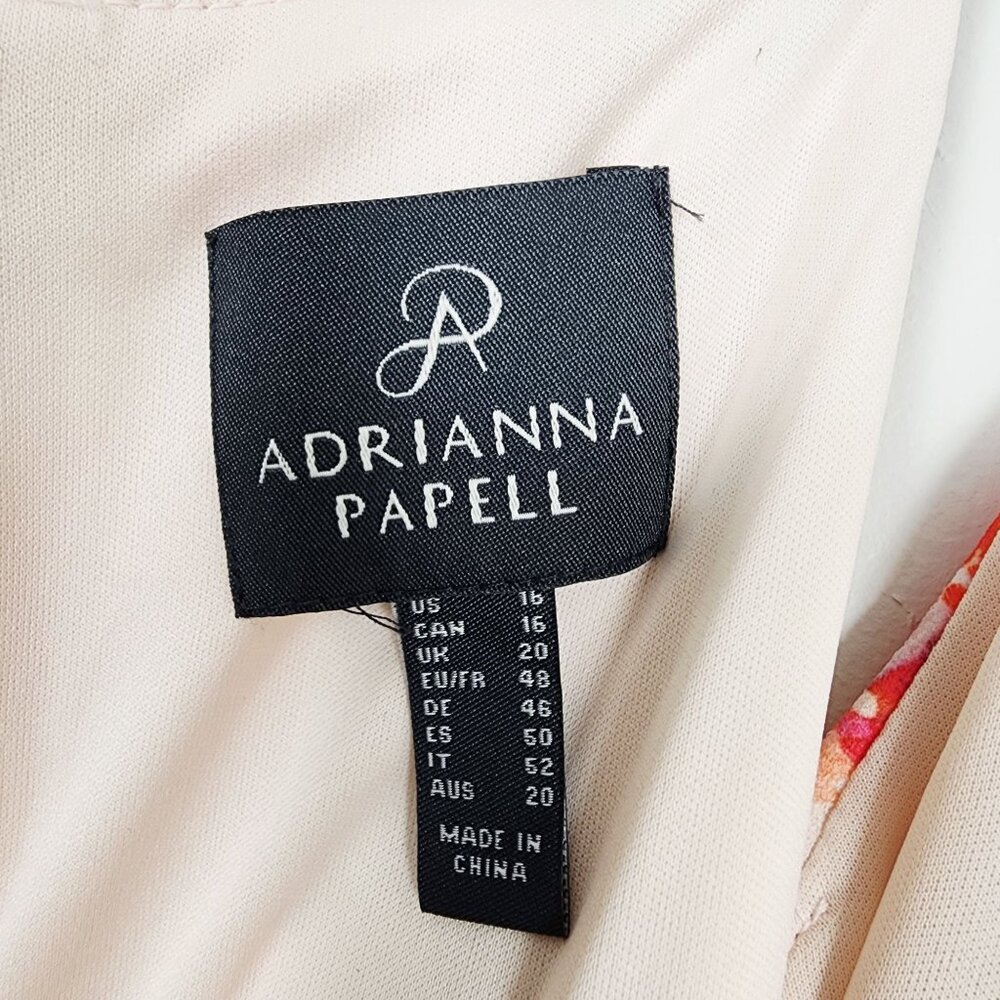 ADRIANNA
PAPELL
US 16
CAN 16
UK 20
EU/FR 48
DE 46
ES 50
IT 52
AUS 20
MADE IN
CHINA